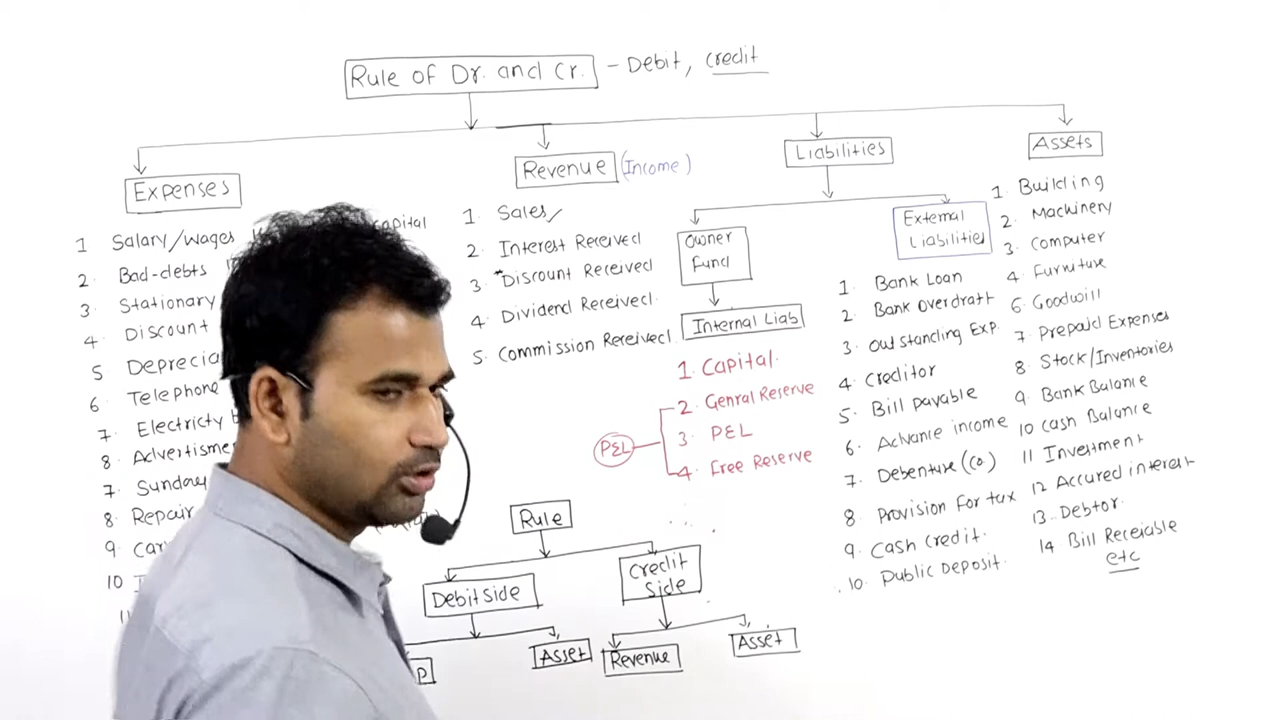 Rule of Dr. and Cr. – Debit, credit
Expenses
1 Salary/wages
2. Bad-debts
3. Stationary
4. Discount
5
6 Telephone
7. Electricty
8.
7. Sunday
8. Repair
9.
10
11
capital
Revenue (Income)
1. Sales/
2. Interest Received
3. Discount Received
4 Dividend Received.
5. Commission Received
Liabilities
Owner Fund
Internal Liab
1. Capital.
2. Genral Reserve
3 P&L
4. Free Reserve
P&L
External Liabilities
1. Bank Loan
2. Bank Overdraft
3. Outstanding Exp.
4. Creditor
5. Bill payable
6. Advance income
7. Debenture (Co.)
8 Provision For tax
9. Cash credit.
10. Public Deposit.
Assets
1. Building
2. Machinery
3. Computer
4 Furniture
6. Goodwill
7 Prepaid Expenses
8. Stock/Inventories
9. Bank Balance
10 Cash Balance
11 Investment
12 Accured interest
13. Debtor.
14 Bill Receiable
etc
Rule
Debit side
Asset
Credit Side
Revenue
Asset